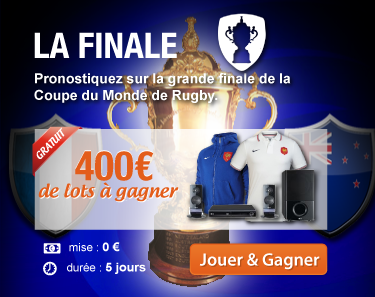 LA FINALE
Pronostiquez sur la grande finale de la
Coupe du Monde de Rugby.
GRATUIT
400€
de lots à gagner
mise : 0 €
durée : 5 jours
Jouer & Gagner